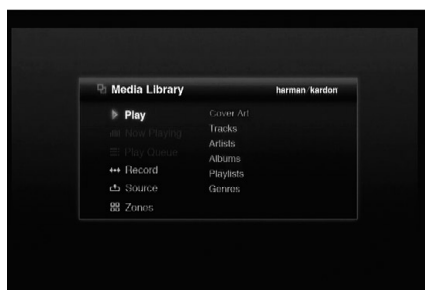 Media Library
harman/kardon
Play
Now Playing
Play Queue
Record
Source
Zones
Cover Art
Tracks
Artists
Albums
Playlists
Genres